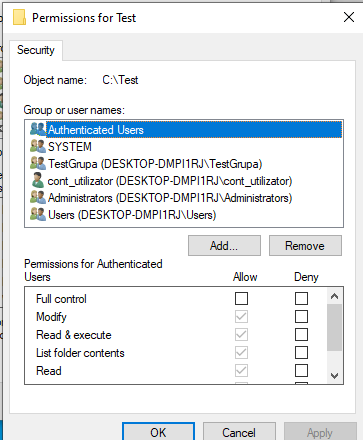 Permissions for Test
Security
Object name: C:\Test
Group or user names:
Authenticated Users
SYSTEM
TestGrupa (DESKTOP-DMPI1RJ\TestGrupa)
cont_utilizator (DESKTOP-DMPI1RJ\cont_utilizator)
Administrators (DESKTOP-DMPI1RJ\Administrators)
Users (DESKTOP-DMPI1RJ\Users)
Add... Remove
Permissions for Authenticated
Users Allow Deny
Full control
Modify
Read & execute
List folder contents
Read
OK Cancel Apply